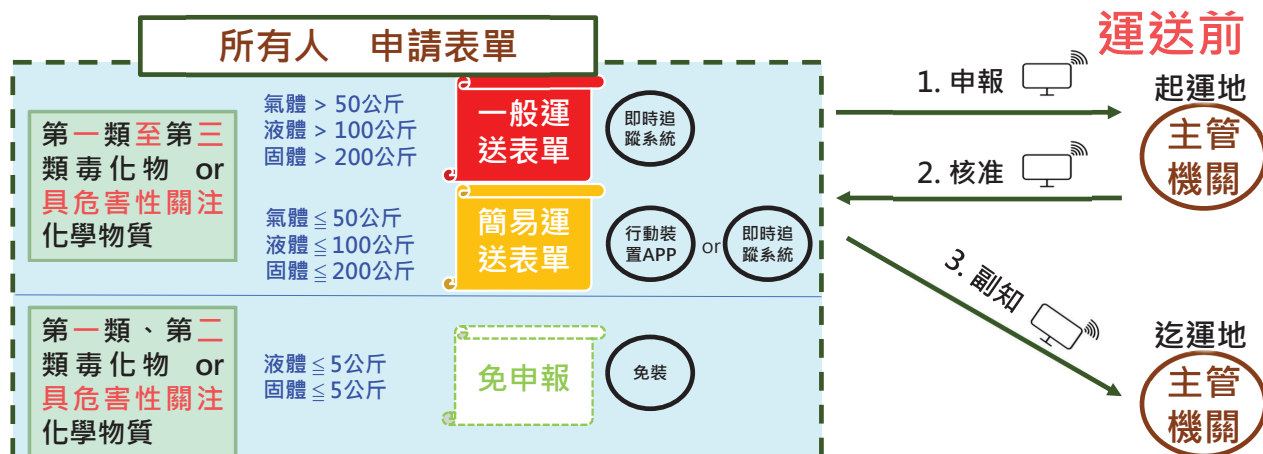 所有人 申請表單
第一類至第三
類毒化物 or
具危害性關注
化學物質
氣體 > 50公斤
液體 > 100公斤
固體 > 200公斤
一般運
送表單
即時追
蹤系統
氣體 ≦ 50公斤
液體 ≦ 100公斤
固體 ≦ 200公斤
簡易運
送表單
行動裝
置APP
or
即時追
蹤系統
第一類、第二
類毒化物 or
具危害性關注
化學物質
液體 ≦ 5公斤
固體 ≦ 5公斤
免申報
免裝
運送前
1. 申報
2. 核准
3. 副知
起運地
主管
機關
迄運地
主管
機關